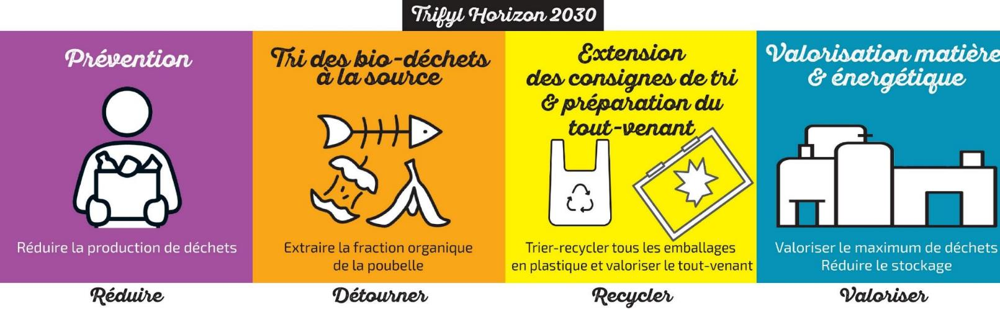 Trifyl Horizon 2030
Prévention
Réduire la production de déchets
Réduire
Tri des bio-déchets
à la source
Extraire la fraction organique
de la poubelle
Détourner
Extension
des consignes de tri
& préparation du
tout-venant
Trier-recycler tous les emballages
en plastique et valoriser le tout-venant
Recycler
Valorisation matière
& énergétique
Valoriser le maximum de déchets
Réduire le stockage
Valoriser